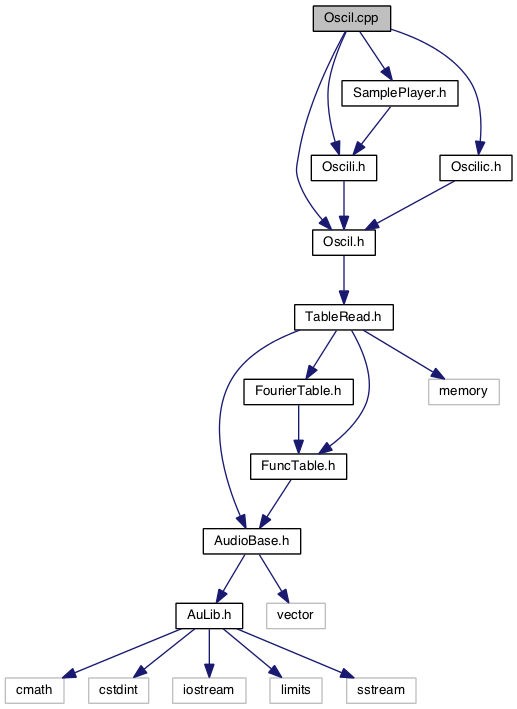 Oscil.cpp
SamplePlayer.h
Oscili.h
Oscilic.h
Oscil.h
TableRead.h
FourierTable.h
memory
FuncTable.h
AudioBase.h
AuLib.h
vector
cmath
cstdint
iostream
limits
sstream